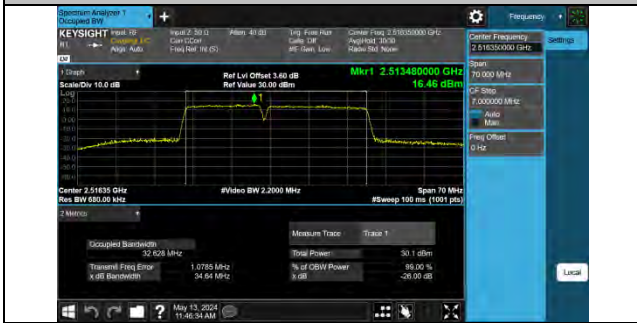 Spectrum Analyzer 1
Occupied BW
+
Frequency
KEYSIGHT Input: RF
Coupling: DC
Align: Auto
Input Z: 50 Ω
Corr CCorr
Freq Ref: Int (S)
Atten: 40 dB
Trig: Free Run
Gate: Off
#IF Gain: Low
Center Freq: 2.516350000 GHz
Avg|Hold: 30/30
Radio Std: None
Center Frequency
2.516350000 GHz
Settings
Span
70.000 MHz
CF Step
7.000000 MHz
Auto
Man
Freq Offset
0 Hz
1 Graph
Scale/Div 10.0 dB
Ref Lvl Offset 3.60 dB
Ref Value 30.00 dBm
Mkr1 2.513480000 GHz
16.46 dBm
Log
1
Center 2.51635 GHz
Res BW 680.00 kHz
#Video BW 2.2000 MHz
Span 70 MHz
#Sweep 100 ms (1001 pts)
2 Metrics
Measure Trace Trace 1
Occupied Bandwidth
32.628 MHz
Total Power 30.1 dBm
Transmit Freq Error 1.0785 MHz
% of OBW Power 99.00 %
x dB Bandwidth 34.64 MHz
x dB -26.00 dB
Local
?
May 13, 2024
11:46:34 AM